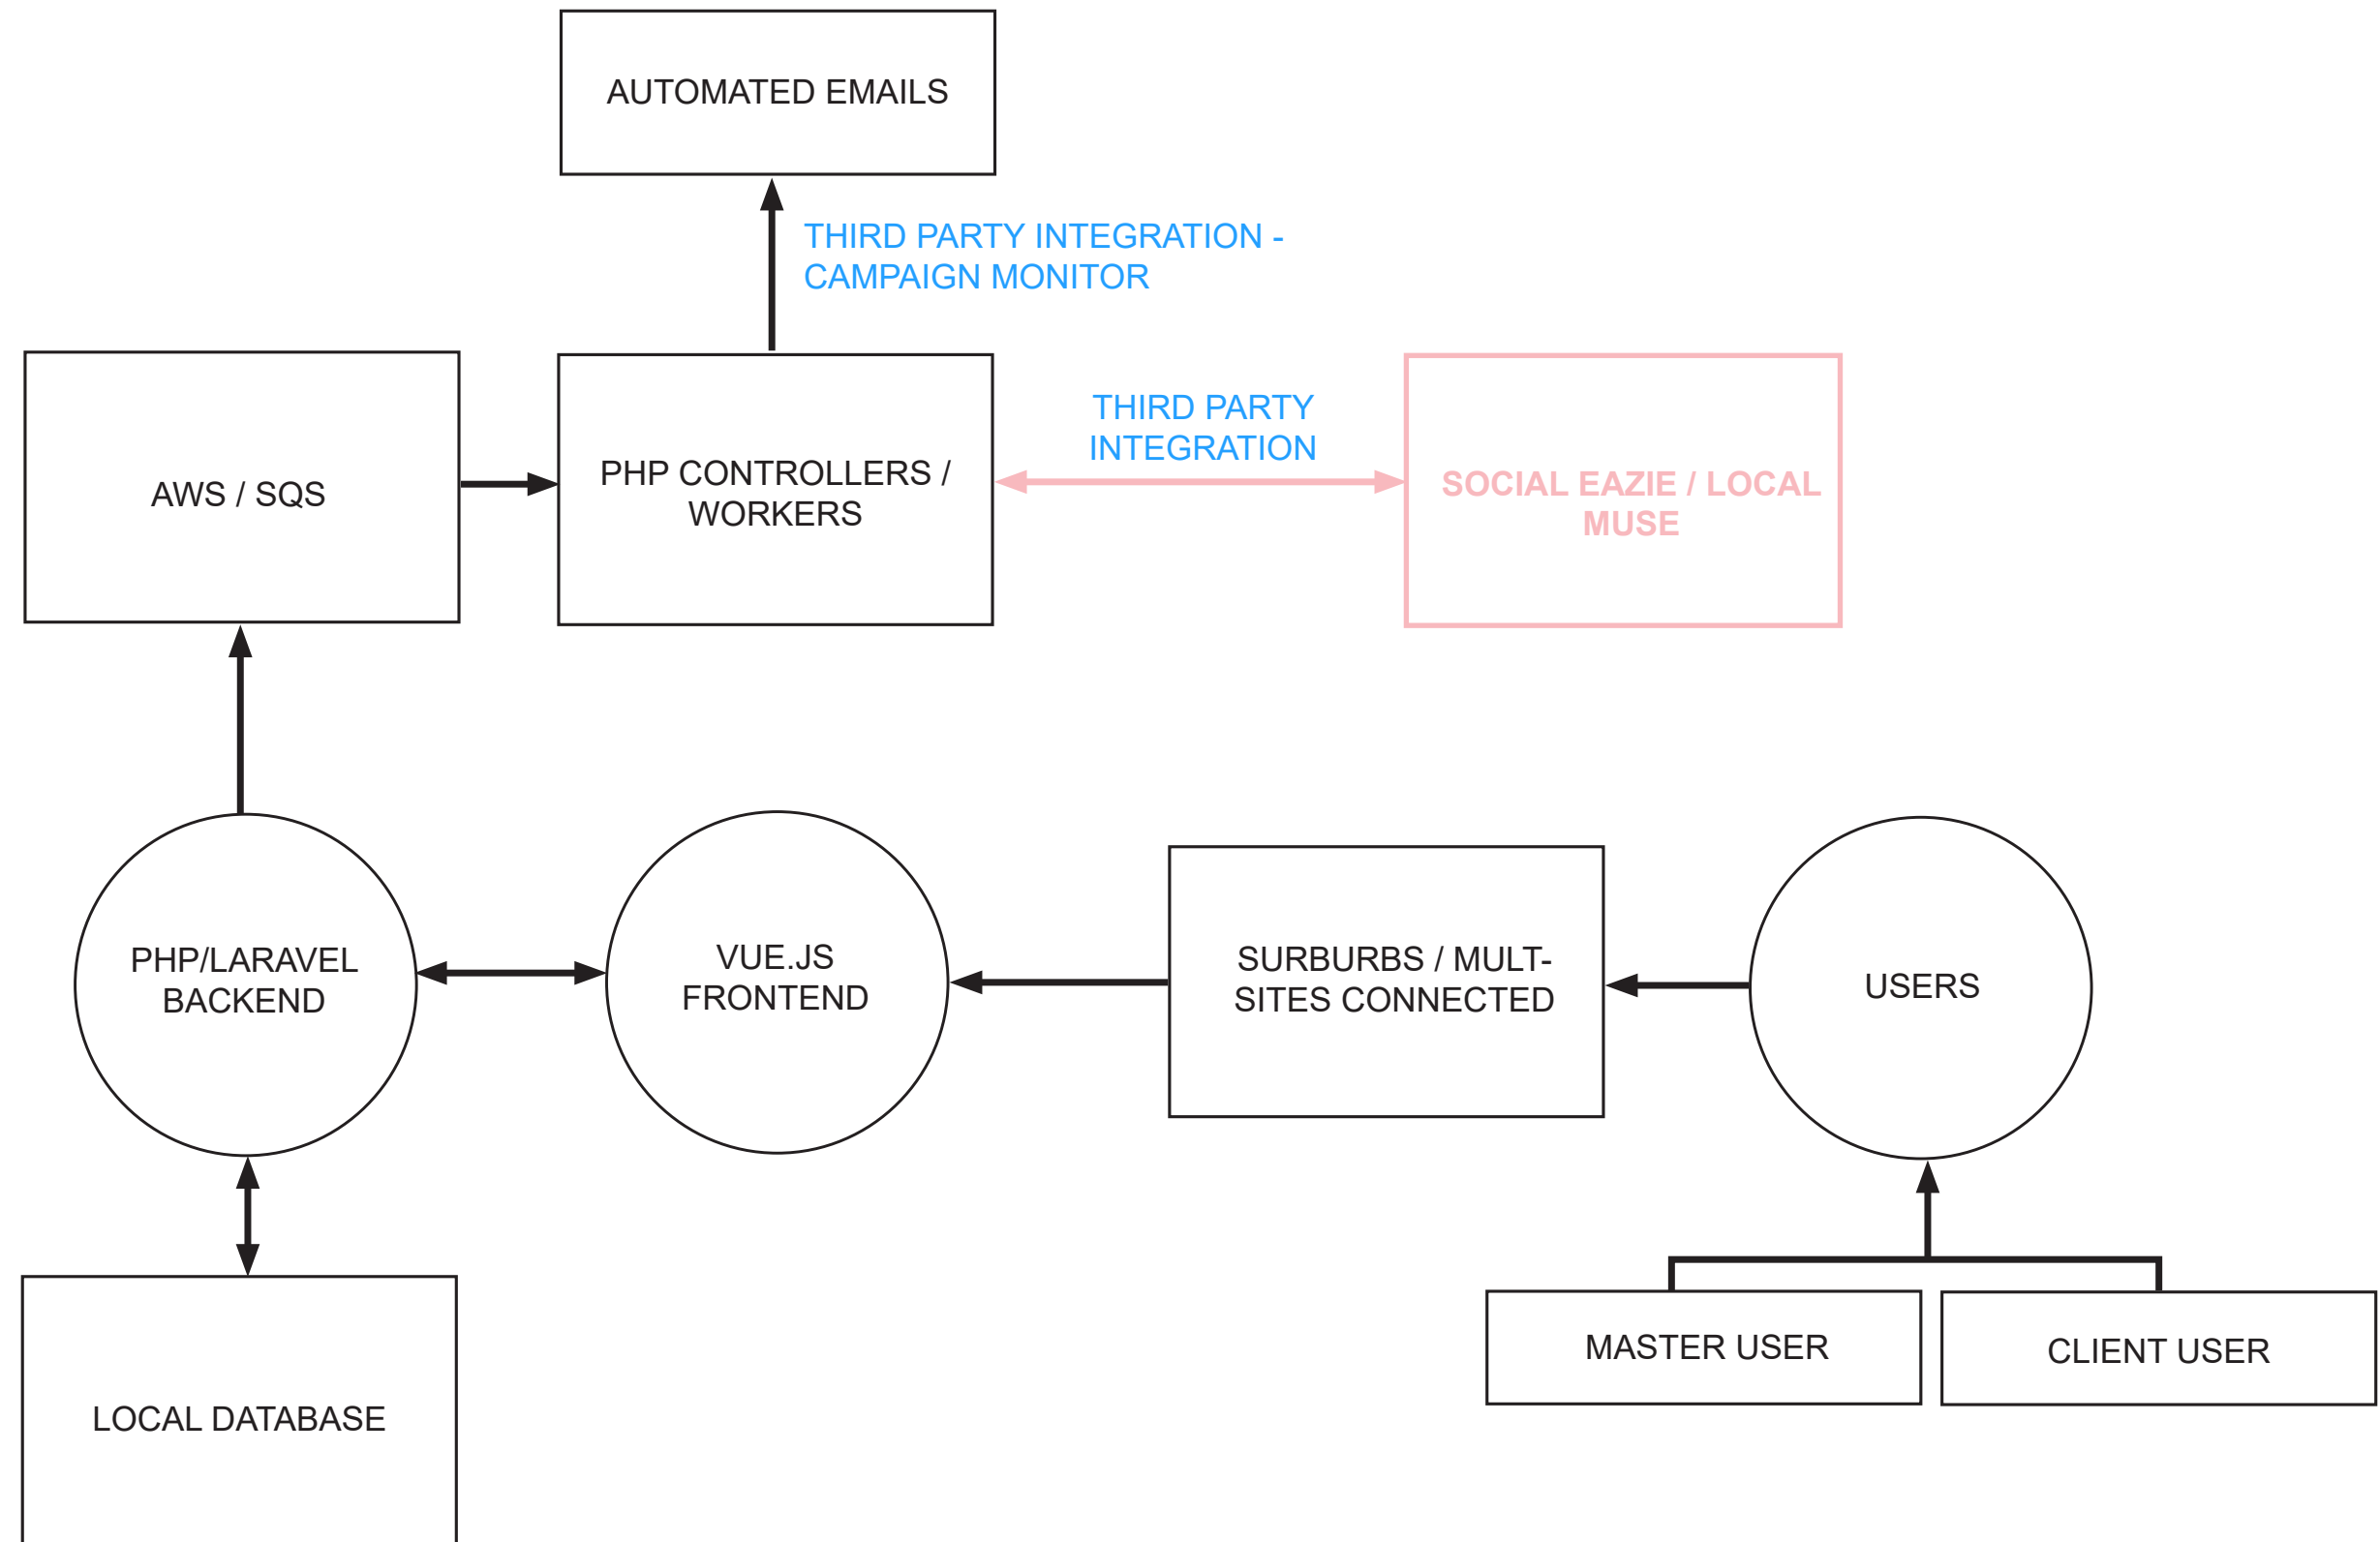 AUTOMATED EMAILS
THIRD PARTY INTEGRATION -
CAMPAIGN MONITOR
AWS / SQS
PHP CONTROLLERS /
WORKERS
THIRD PARTY
INTEGRATION
SOCIAL EAZIE / LOCAL
MUSE
PHP/LARAVEL
BACKEND
VUE.JS
FRONTEND
SURBURBS / MULT-
SITES CONNECTED
USERS
MASTER USER
CLIENT USER
LOCAL DATABASE